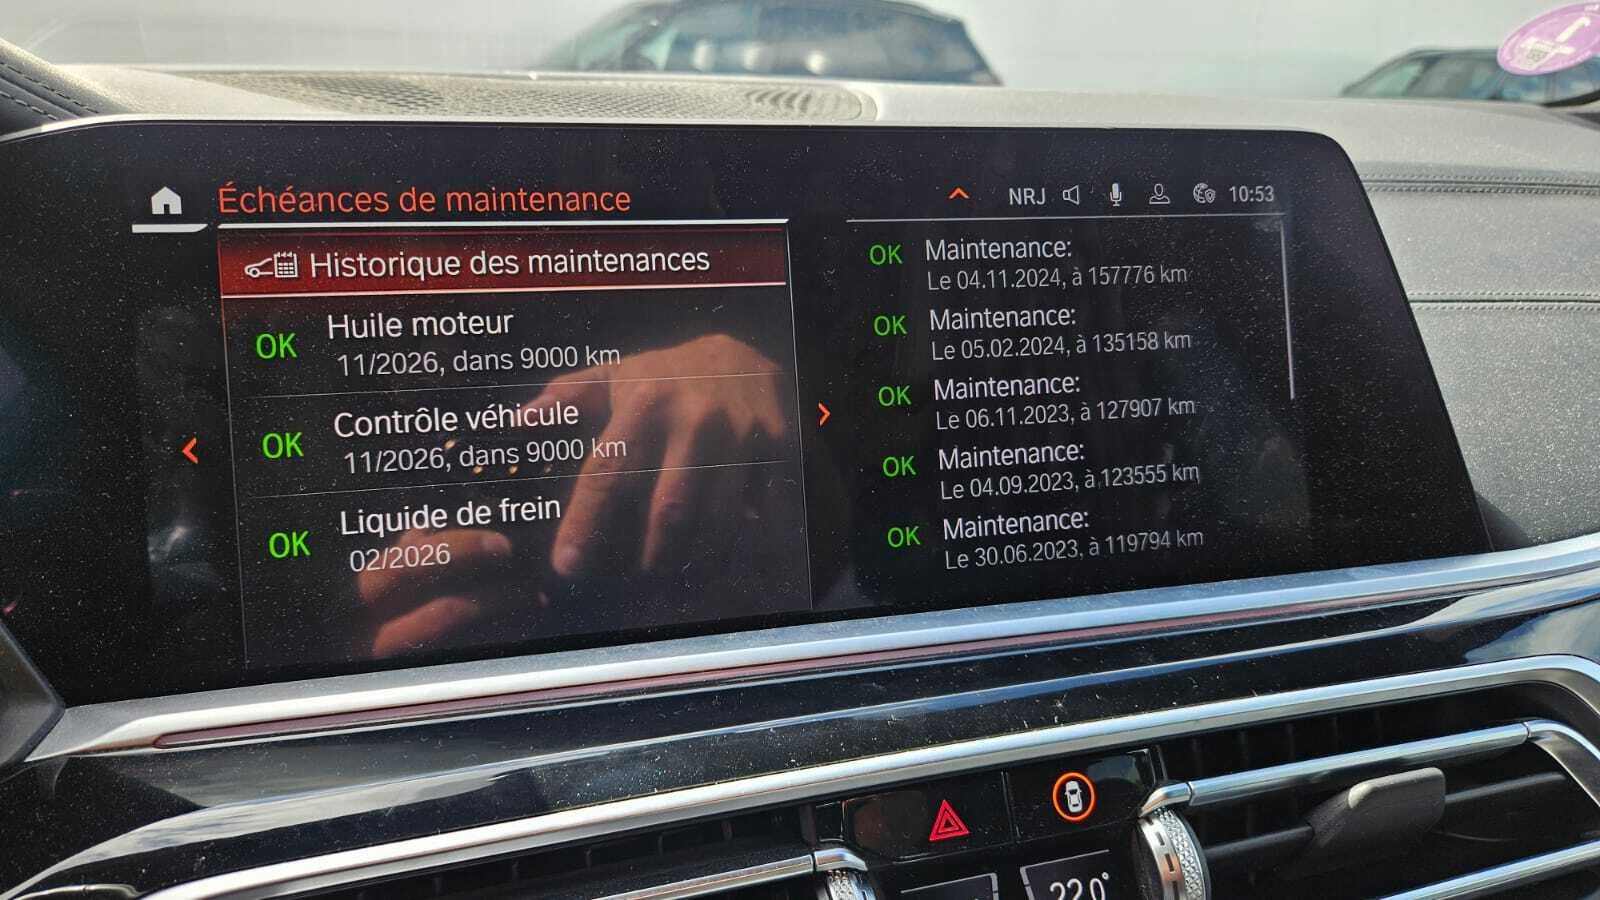 Échéances de maintenance
NRJ 10:53
Historique des maintenances
OK Huile moteur
11/2026, dans 9000 km
OK Contrôle véhicule
11/2026, dans 9000 km
OK Liquide de frein
02/2026
OK Maintenance:
Le 04.11.2024, à 157776 km
OK Maintenance:
Le 05.02.2024, à 135158 km
OK Maintenance:
Le 06.11.2023, à 127907 km
OK Maintenance:
Le 04.09.2023, à 123555 km
OK Maintenance:
Le 30.06.2023, à 119794 km
22.0°